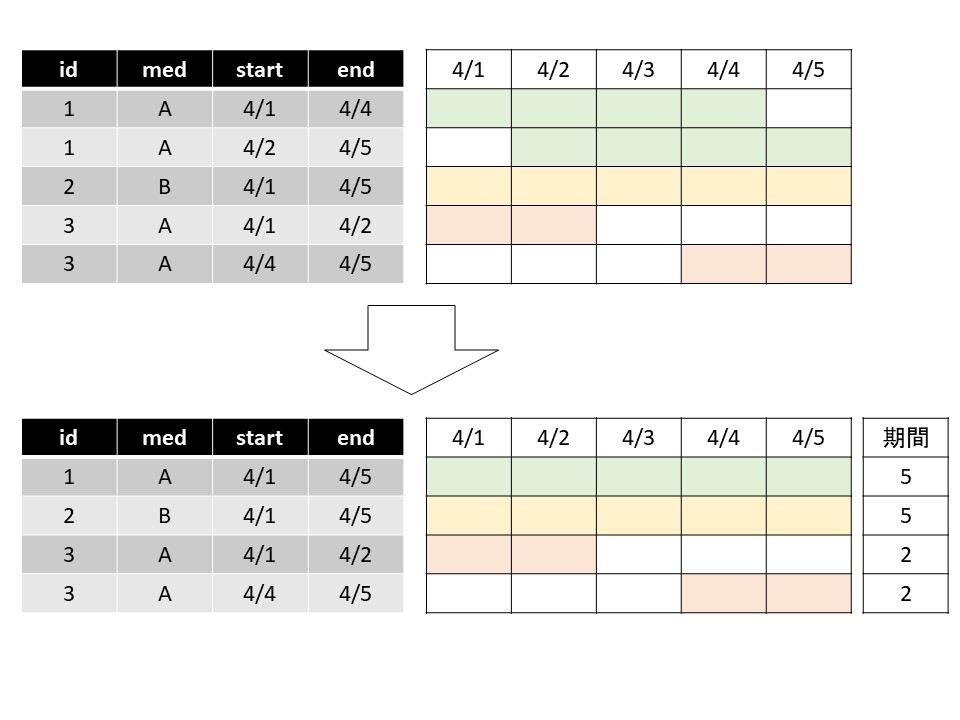 id med start end 4/1 4/2 4/3 4/4 4/5
1 A 4/1 4/4
1 A 4/2 4/5
2 B 4/1 4/5
3 A 4/1 4/2
3 A 4/4 4/5
id med start end 4/1 4/2 4/3 4/4 4/5 期間
1 A 4/1 4/5 5
2 B 4/1 4/5 5
3 A 4/1 4/2 2
3 A 4/4 4/5 2